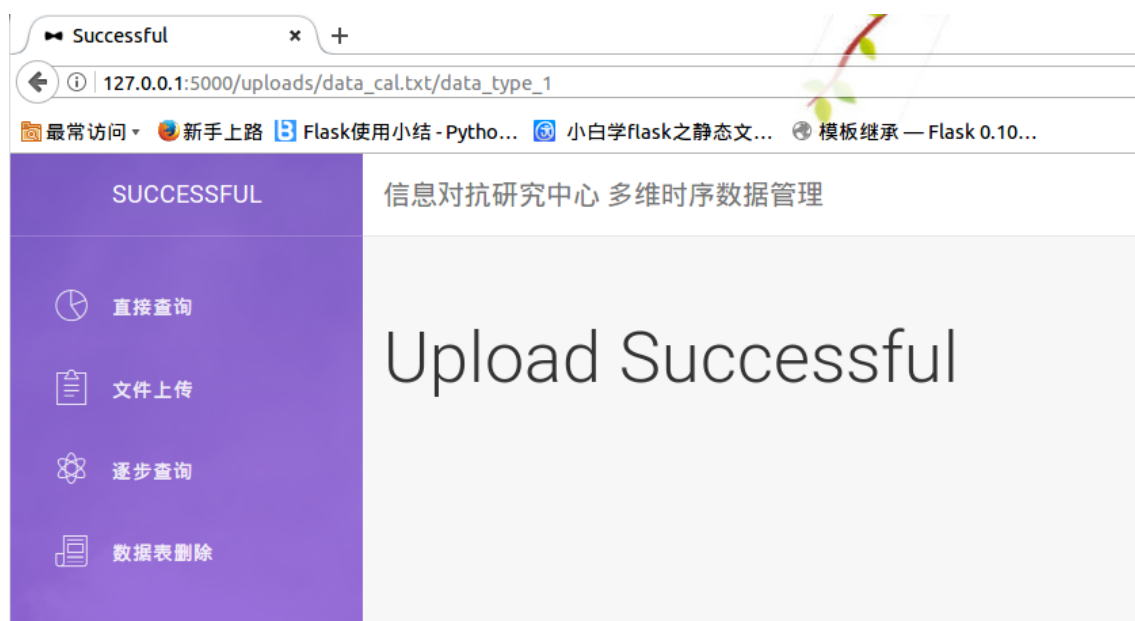 Successful
127.0.0.1:5000/uploads/data_cal.txt/data_type_1
最常访问 新手上路 Flask使用小结 - Pytho... 小白学flask之静态文... 模板继承 — Flask 0.10...
SUCCESSFUL
信息对抗研究中心 多维时序数据管理
直接查询
Upload Successful
文件上传
逐步查询
数据表删除